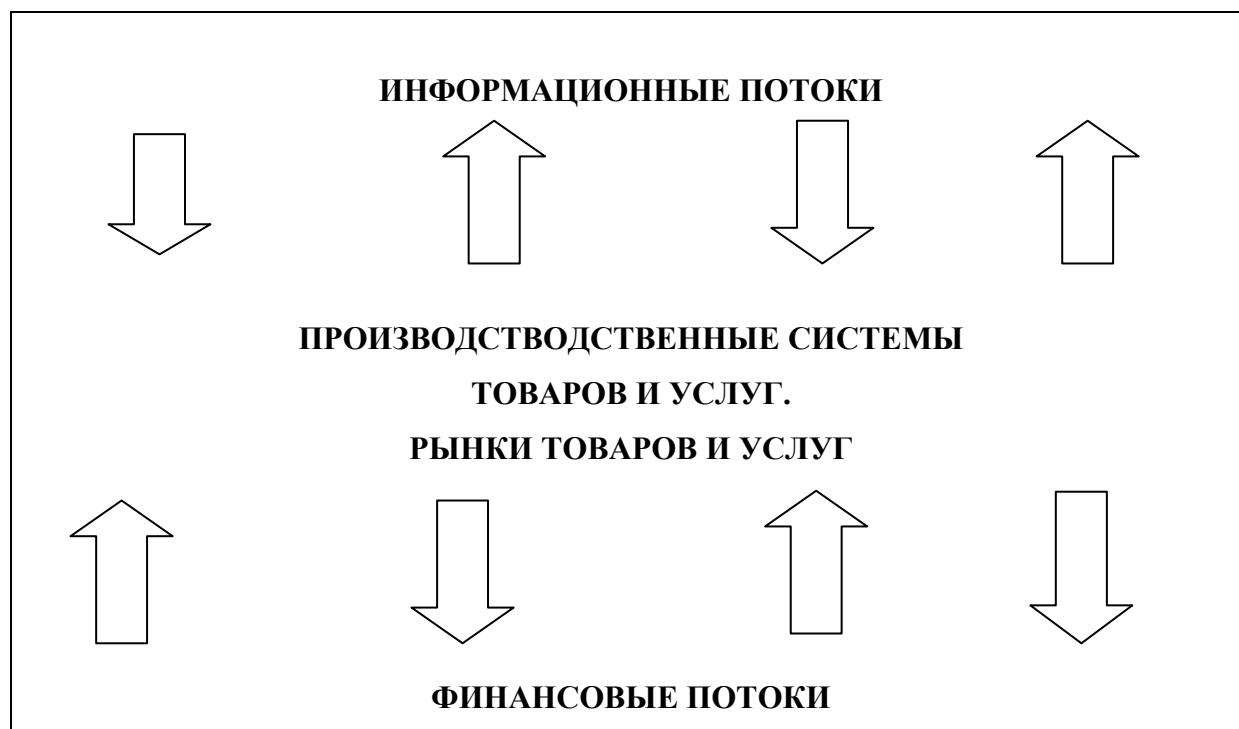 ИНФОРМАЦИОННЫЕ ПОТОКИ
ПРОИЗВОДСТВОДСТВЕННЫЕ СИСТЕМЫ
ТОВАРОВ И УСЛУГ.
РЫНКИ ТОВАРОВ И УСЛУГ
ФИНАНСОВЫЕ ПОТОКИ